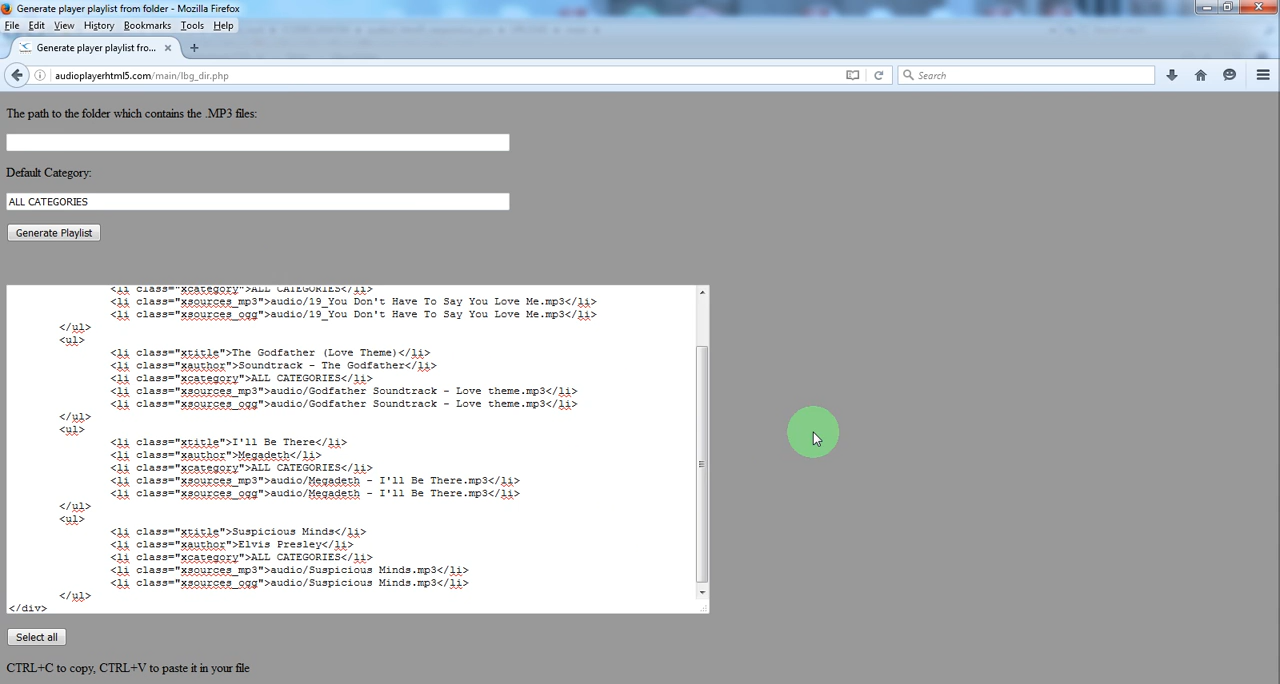 Generate player playlist from folder - Mozilla Firefox
File Edit View History Bookmarks Tools Help
Generate player playlist fro...
audioplayerhtml5.com/main/lbg_dir.php
Search
The path to the folder which contains the .MP3 files:
Default Category:
ALL CATEGORIES
Generate Playlist
<li class="xcategory">ALL CATEGORIES</li>
<li class="xsources_mp3">audio/19_You Don't Have To Say You Love Me.mp3</li>
<li class="xsources_ogg">audio/19_You Don't Have To Say You Love Me.mp3</li>
</ul>
<ul>
<li class="xtitle">The Godfather (Love Theme)</li>
<li class="xauthor">Soundtrack - The Godfather</li>
<li class="xcategory">ALL CATEGORIES</li>
<li class="xsources_mp3">audio/Godfather Soundtrack - Love theme.mp3</li>
<li class="xsources_ogg">audio/Godfather Soundtrack - Love theme.mp3</li>
</ul>
<ul>
<li class="xtitle">I'll Be There</li>
<li class="xauthor">Megadeth</li>
<li class="xcategory">ALL CATEGORIES</li>
<li class="xsources_mp3">audio/Megadeth - I'll Be There.mp3</li>
<li class="xsources_ogg">audio/Megadeth - I'll Be There.mp3</li>
</ul>
<ul>
<li class="xtitle">Suspicious Minds</li>
<li class="xauthor">Elvis Presley</li>
<li class="xcategory">ALL CATEGORIES</li>
<li class="xsources_mp3">audio/Suspicious Minds.mp3</li>
<li class="xsources_ogg">audio/Suspicious Minds.mp3</li>
</ul>
</div>
Select all
CTRL+C to copy, CTRL+V to paste it in your file